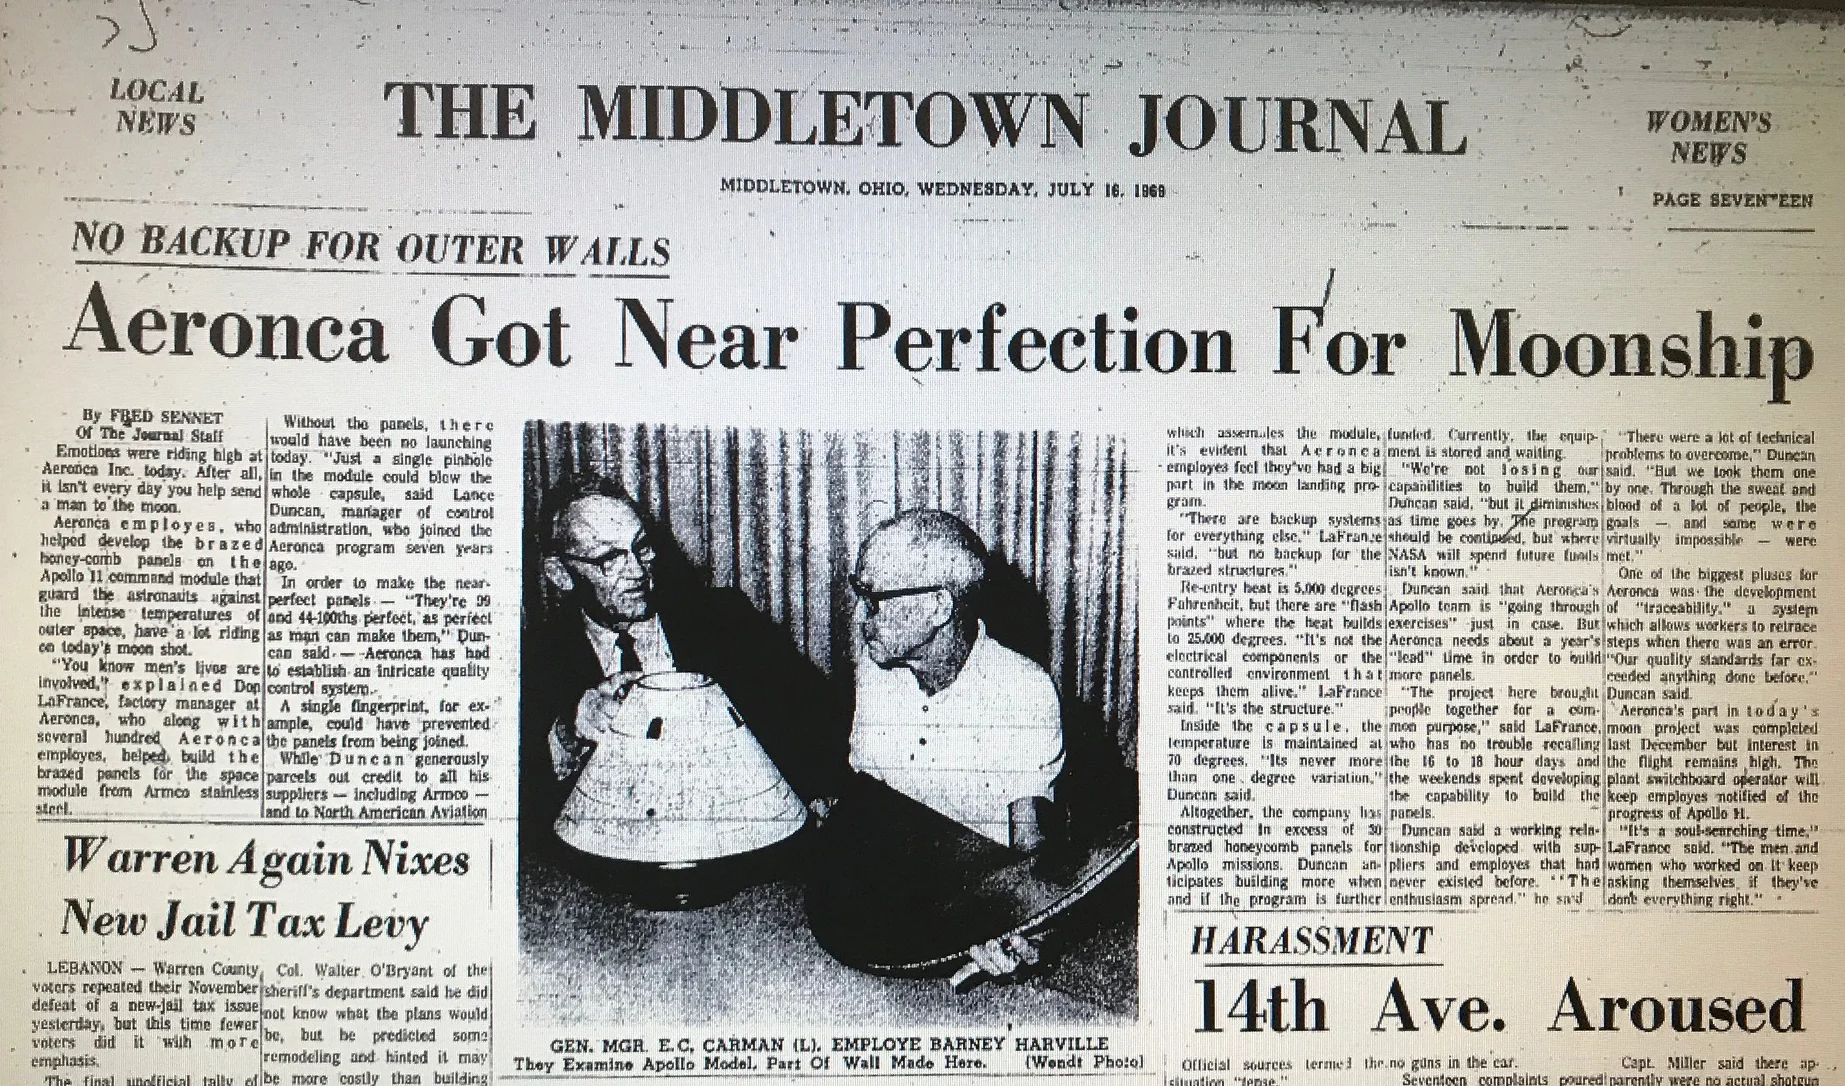 LOCAL
NEWS
THE MIDDLETOWN JOURNAL
WOMEN'S
NEWS
MIDDLETOWN, OHIO, WEDNESDAY, JULY 16, 1969
PAGE SEVENTEEN
NO BACKUP FOR OUTER WALLS
Aeronca Got Near Perfection For Moonship
By FRED SENNET
Of The Journal Staff
Emotions were riding high at
Aeronca Inc. today. After all,
it isn't every day you help send
a man to the moon.
Aeronca employes, who
helped develop the brazed
honey-comb panels on the
Apollo 11 command module that
guard the astronauts against
the intense temperatures of
outer space, have a lot riding
on today's moon shot.
"You know men's lives are
involved," explained Don
LaFrance, factory manager at
Aeronca, who along with
several hundred Aeronca
employes, helped build the
brazed panels for the space
module from Armco stainless
steel.
Without the panels, there
would have been no launching
today. "Just a single pinhole
in the module could blow the
whole capsule, said Lance
Duncan, manager of control
administration, who joined the
Aeronca program seven years
ago.
In order to make the near-
perfect panels — "They're 99
and 44-100ths perfect, as perfect
as man can make them," Dun-
can said — Aeronca has had
to establish an intricate quality
control system.
A single fingerprint, for ex-
ample, could have prevented
the panels from being joined.
While Duncan generously
parcels out credit to all his
suppliers — including Armco —
and to North American Aviation
which assembles the module,
it's evident that Aeronca
employes feel they've had a big
part in the moon landing pro-
gram.
"There are backup systems
for everything else," LaFrance
said, "but no backup for the
brazed structures."
Re-entry heat is 5,000 degrees
Fahrenheit, but there are "flash
points" where the heat builds
to 25,000 degrees. "It's not the
electrical components or the
controlled environment that
keeps them alive," LaFrance
said. "It's the structure."
Inside the capsule, the
temperature is maintained at
70 degrees. "Its never more
than one degree variation,"
Duncan said.
Altogether, the company has
constructed in excess of 30
brazed honeycomb panels for
Apollo missions. Duncan an-
ticipates building more when
and if the program is further
funded. Currently, the equip-
ment is stored and waiting.
"We're not losing our
capabilities to build them,"
Duncan said, "but it diminishes
as time goes by. The program
should be continued, but where
NASA will spend future funds
isn't known."
Duncan said that Aeronca's
Apollo team is "going through
exercises" just in case. But
Aeronca needs about a year's
"lead" time in order to build
more panels.
"The project here brought
people together for a com-
mon purpose," said LaFrance,
who has no trouble recalling
the 16 to 18 hour days and
the weekends spent developing
the capability to build the
panels.
Duncan said a working rela-
tionship developed with sup-
pliers and employes that had
never existed before. "The
enthusiasm spread," he said
"There were a lot of technical
problems to overcome," Duncan
said. "But we took them one
by one. Through the sweat and
blood of a lot of people, the
goals — and some were
virtually impossible — were
met."
One of the biggest pluses for
Aeronca was the development
of "traceability," a system
which allows workers to retrace
steps when there was an error.
"Our quality standards far ex-
ceeded anything done before,"
Duncan said.
Aeronca's part in today's
moon project was completed
last December but interest in
the flight remains high. The
plant switchboard operator will
keep employes notified of the
progress of Apollo 11.
"It's a soul-searching time,"
LaFrance said. "The men and
women who worked on it keep
asking themselves if they've
done everything right."
GEN. MGR. E.C. CARMAN (L), EMPLOYE BARNEY HARVILLE
They Examine Apollo Model, Part Of Wall Made Here. (Wendt Photo)
Warren Again Nixes
New Jail Tax Levy
LEBANON — Warren County
voters repeated their November
defeat of a new-jail tax issue
yesterday, but this time fewer
voters did it with more
emphasis.
The final unofficial tally of
Col. Walter O'Bryant of the
sheriff's department said he did
not know what the plans would
be, but he predicted some
remodeling and hinted it may
be more costly than building
HARASSMENT
14th Ave. Aroused
Official sources termed the
situation "tense."
no guns in the car.
Seventeen complaints poured
Capt. Miller said there ap-
parently were no actual shotgun